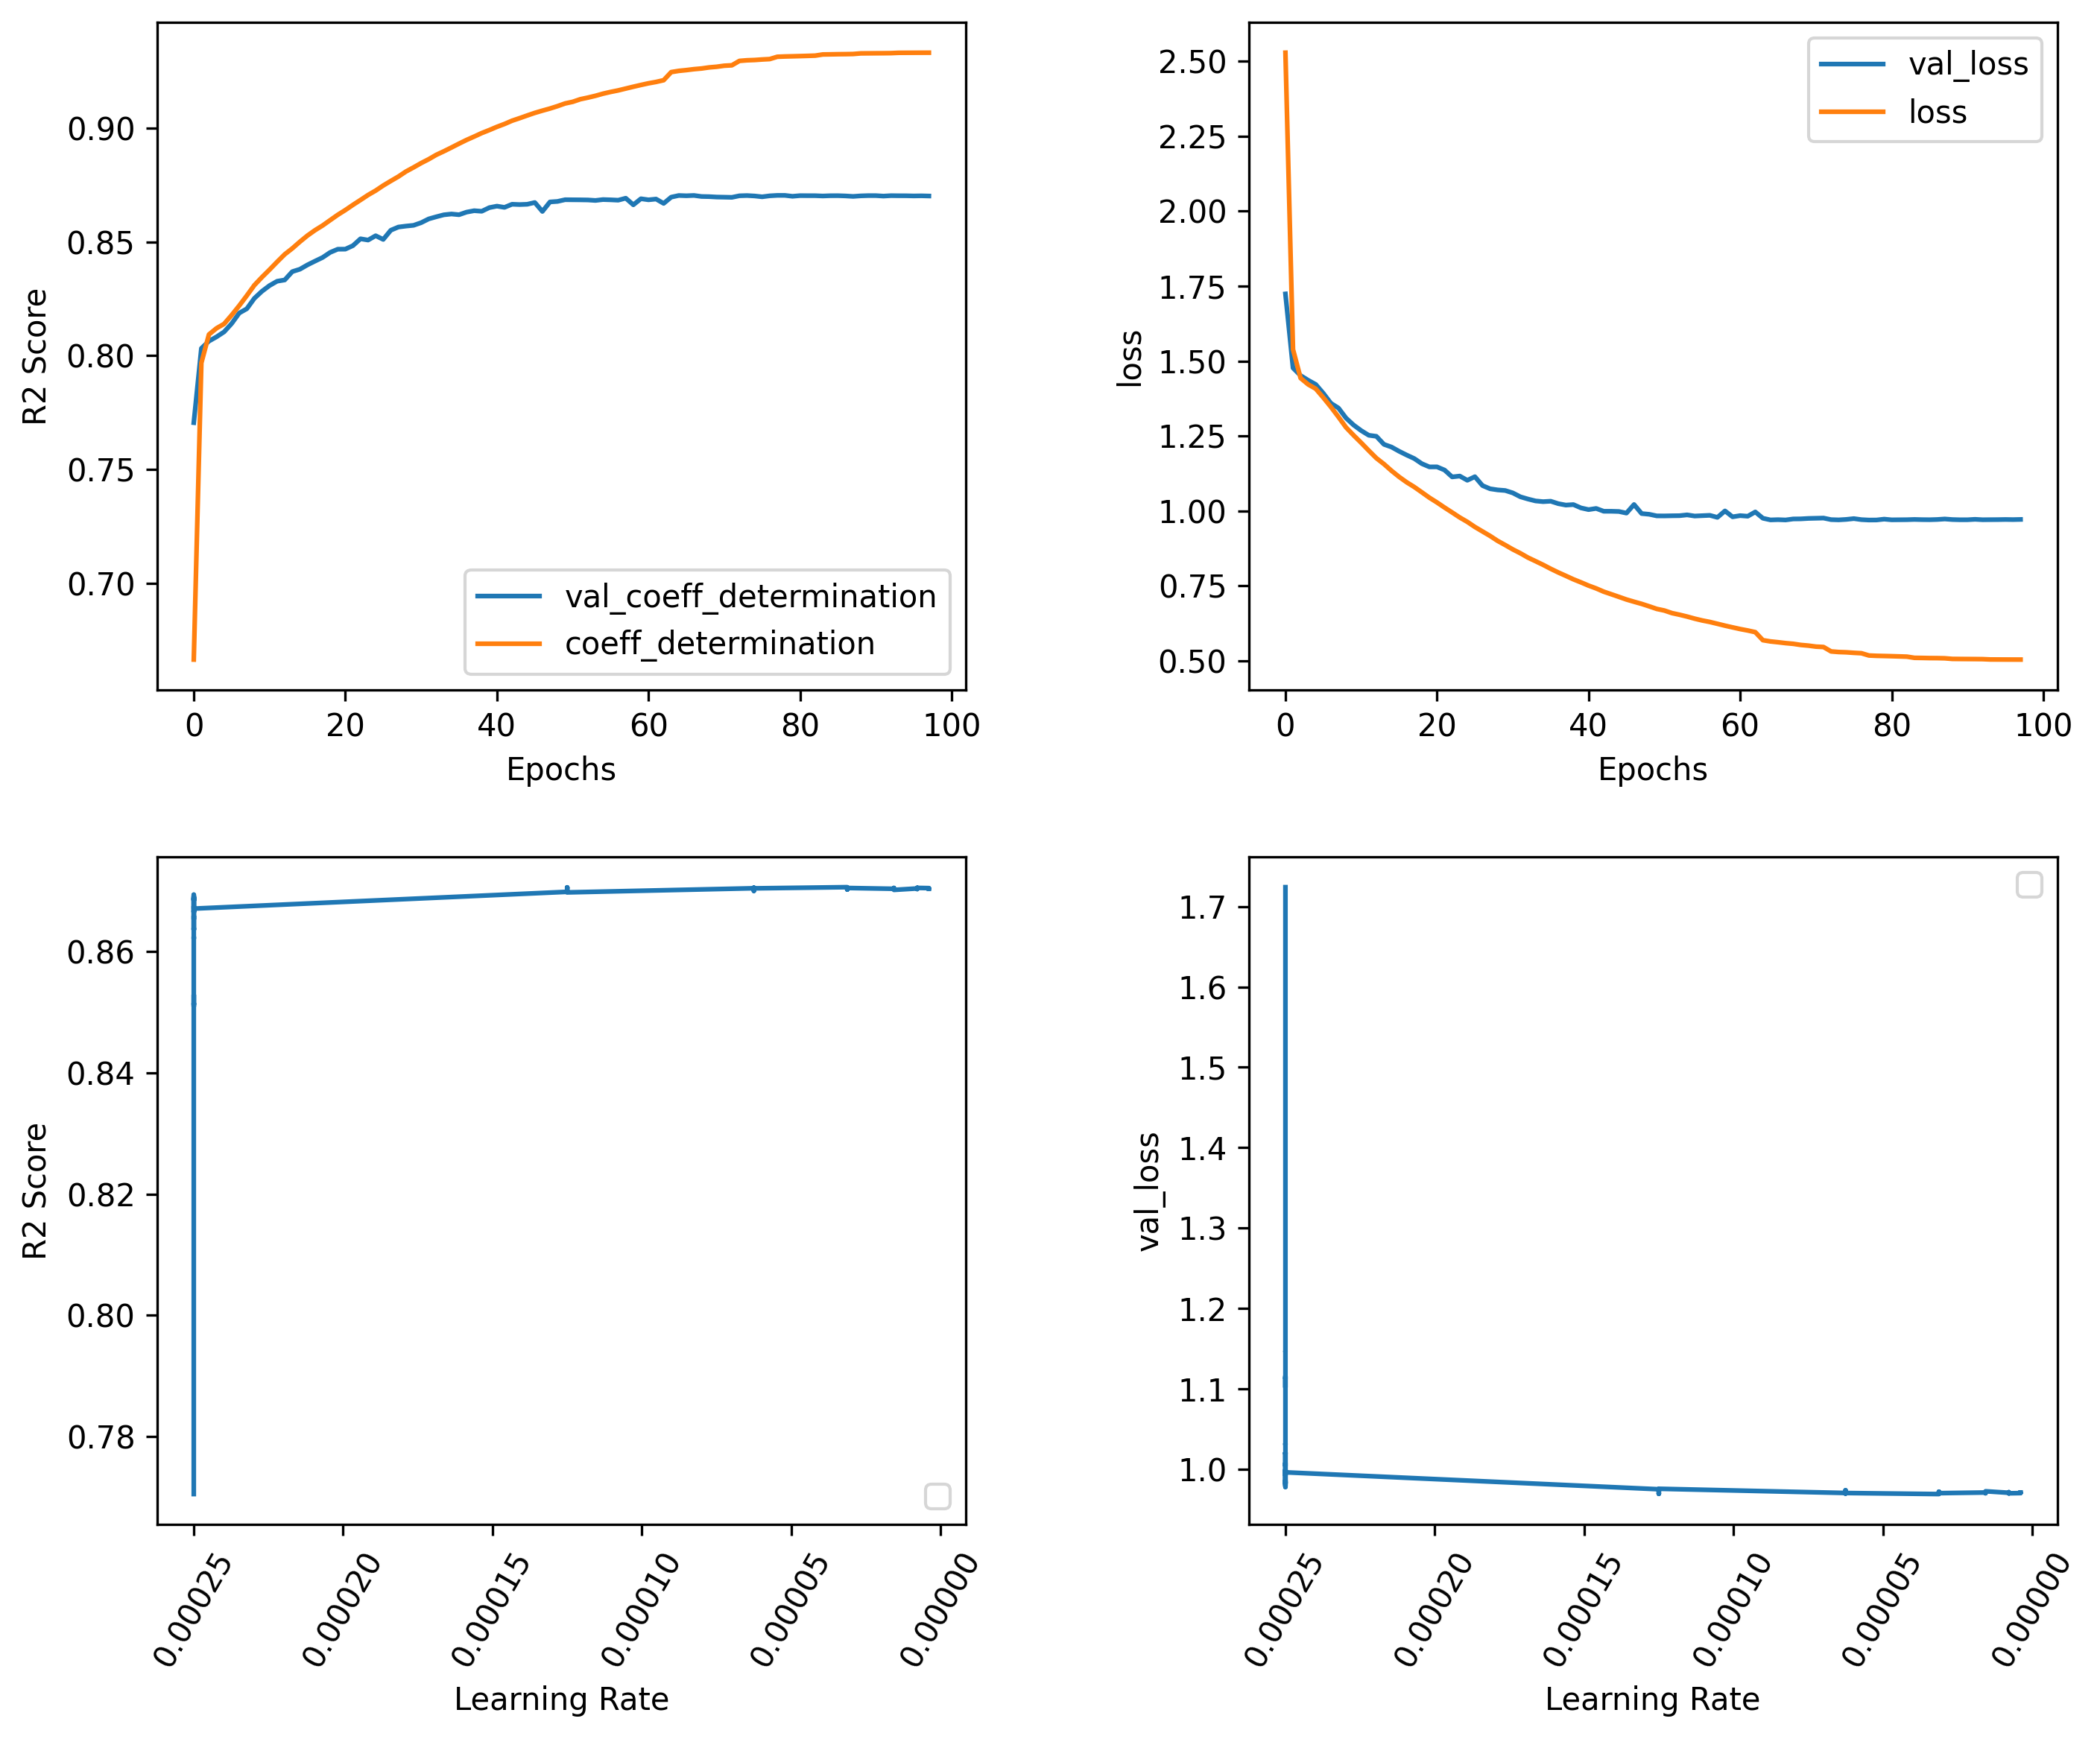 0.90
0.85
0.80
0.75
0.70
R2 Score
val_coeff_determination
coeff_determination
0 20 40 60 80 100
Epochs
2.50
2.25
2.00
1.75
1.50
1.25
1.00
0.75
0.50
loss
val_loss
loss
0 20 40 60 80 100
Epochs
0.86
0.84
0.82
0.80
0.78
R2 Score
0.00025 0.00020 0.00015 0.00010 0.00005 0.00000
Learning Rate
1.7
1.6
1.5
1.4
1.3
1.2
1.1
1.0
val_loss
0.00025 0.00020 0.00015 0.00010 0.00005 0.00000
Learning Rate